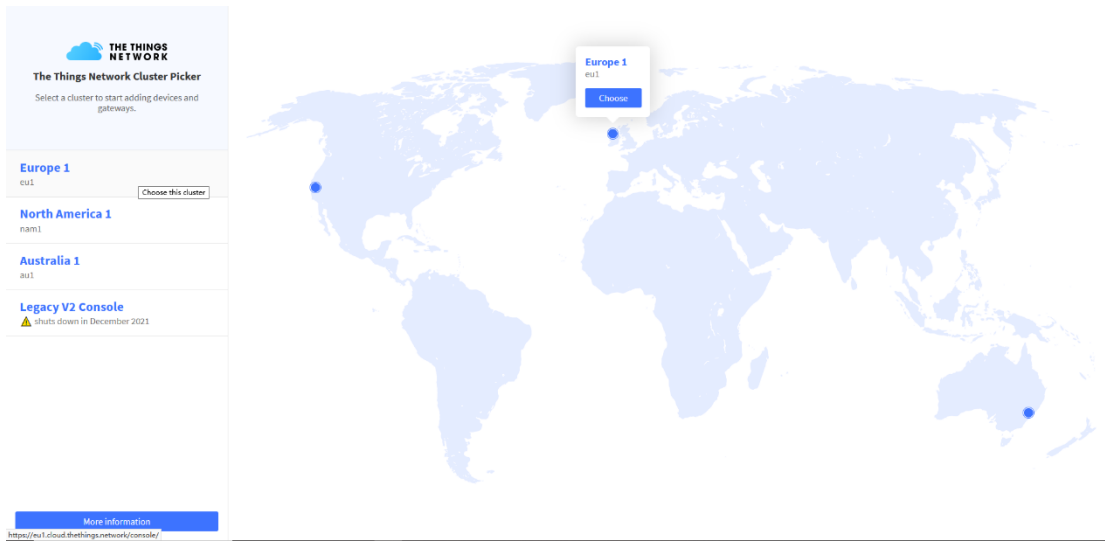 THE THINGS
NETWORK
The Things Network Cluster Picker
Select a cluster to start adding devices and
gateways.
Europe 1
eu1
Choose this cluster
North America 1
nam1
Australia 1
au1
Legacy V2 Console
shuts down in December 2021
More information
https://eu1.cloud.thethings.network/console/
Europe 1
eu1
Choose